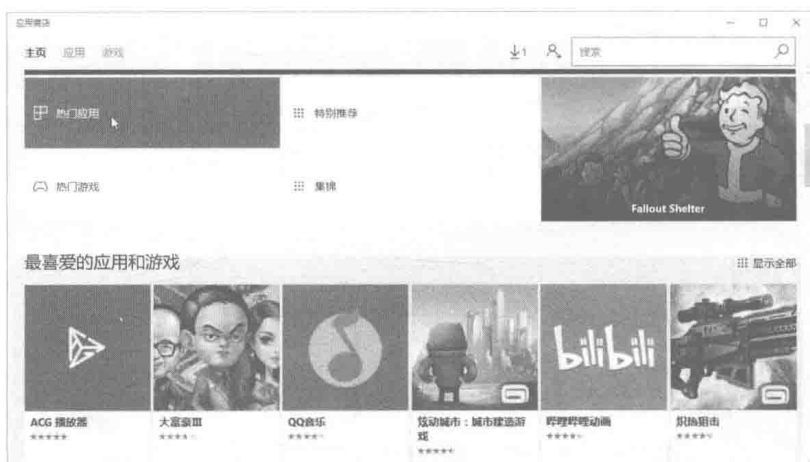 应用商店
主页 应用 游戏
1
搜索
热门应用
特别推荐
热门游戏
集锦
Fallout Shelter
最喜爱的应用和游戏
显示全部
bilibili
ACG 播放器
大富豪III
QQ音乐
炫动城市：城市建造游
戏
哔哩哔哩动画
炽热狙击